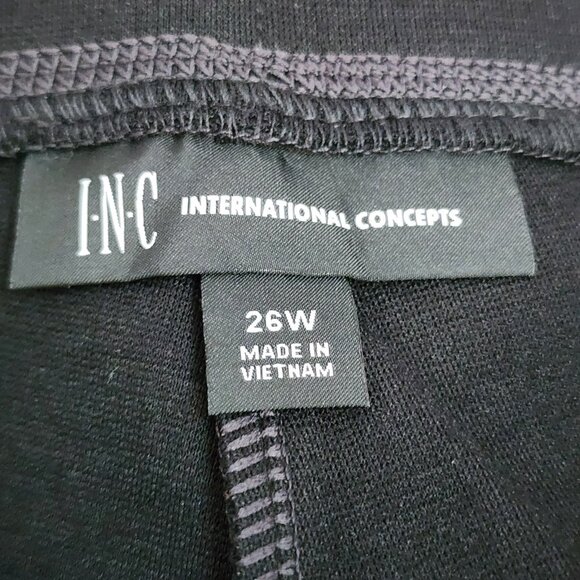 I·N·C INTERNATIONAL CONCEPTS
26W
MADE IN
VIETNAM